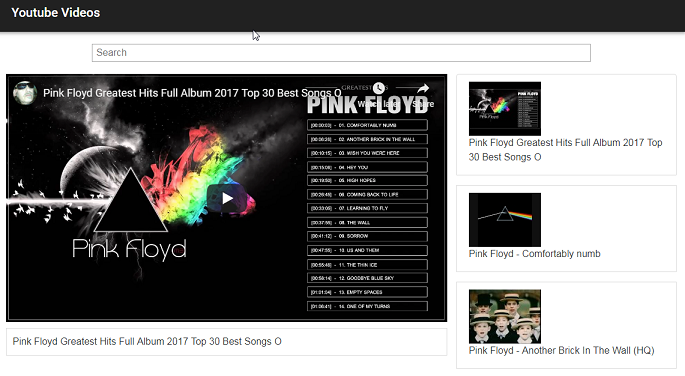 Youtube Videos
Search
Pink Floyd Greatest Hits Full Album 2017 Top 30 Best Songs O
Watch later
Share
PINK FLOYD
[00:00:03] - 01. COMFORTABLY NUMB
[00:06:26] - 02. ANOTHER BRICK IN THE WALL
[00:10:15] - 03. WISH YOU WERE HERE
[00:15:08] - 04. HEY YOU
[00:19:50] - 05. HIGH HOPES
[00:26:46] - 06. COMING BACK TO LIFE
[00:33:06] - 07. LEARNING TO FLY
[00:37:56] - 08. THE WALL
[00:41:12] - 09. SORROW
[00:47:55] - 10. US AND THEM
[00:55:46] - 11. THE THIN ICE
[00:58:14] - 12. GOODBYE BLUE SKY
[01:01:04] - 13. EMPTY SPACES
[01:06:41] - 14. ONE OF MY TURNS
Pink Floyd
Pink Floyd Greatest Hits Full Album 2017 Top 30 Best Songs O
Pink Floyd Greatest Hits Full Album 2017 Top
30 Best Songs O
Pink Floyd - Comfortably numb
Pink Floyd - Another Brick In The Wall (HQ)